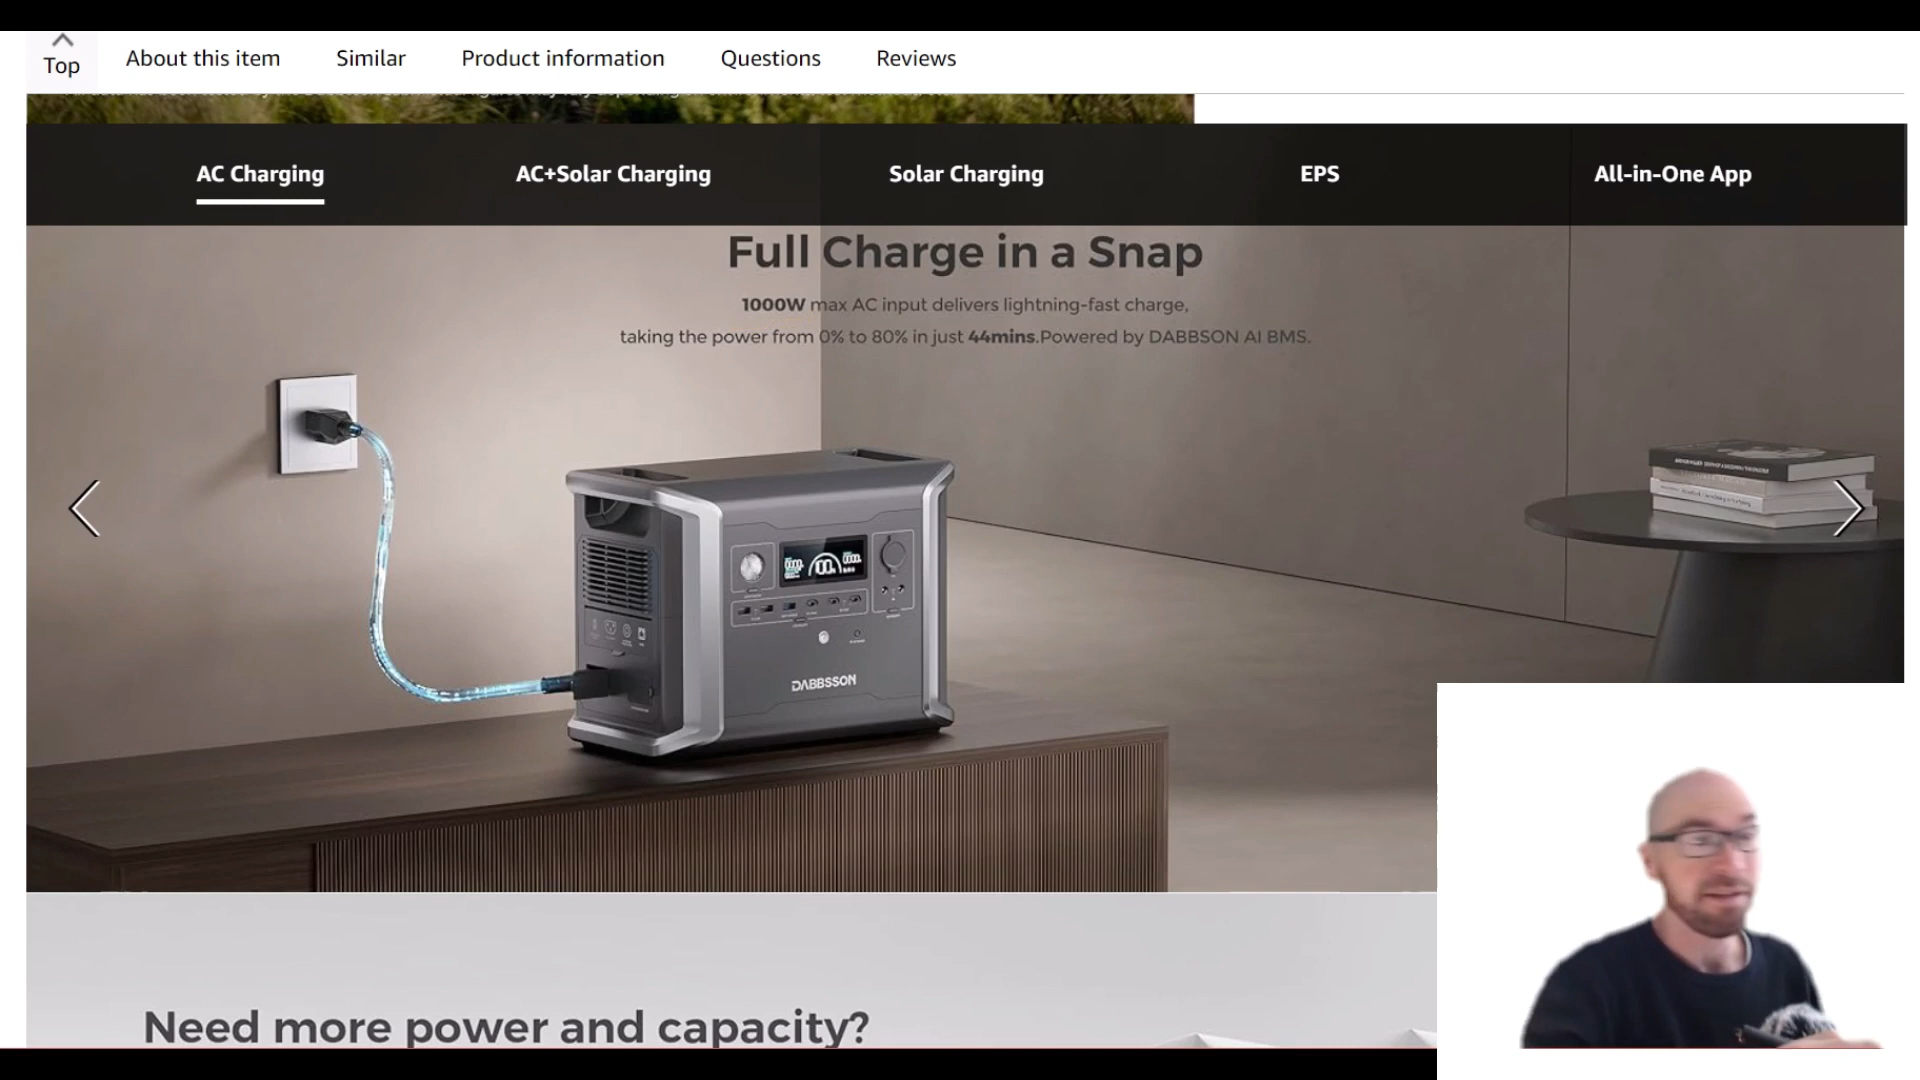 Top
About this item
Similar
Product information
Questions
Reviews
AC Charging
AC+Solar Charging
Solar Charging
EPS
All-in-One App
Full Charge in a Snap
1000W max AC input delivers lightning-fast charge,
taking the power from 0% to 80% in just 44mins.Powered by DABBSON AI BMS.
100
DABBSSON
Need more power and capacity?